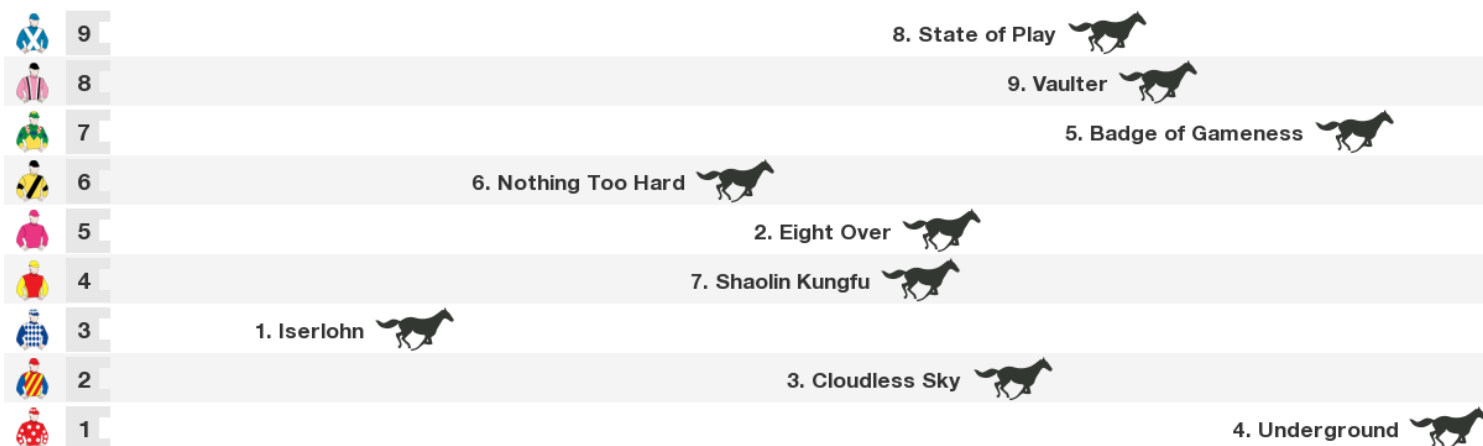 9 8. State of Play
8 9. Vaulter
7 5. Badge of Gameness
6 6. Nothing Too Hard
5 2. Eight Over
4 7. Shaolin Kungfu
3 1. Iserlohn
2 3. Cloudless Sky
1 4. Underground